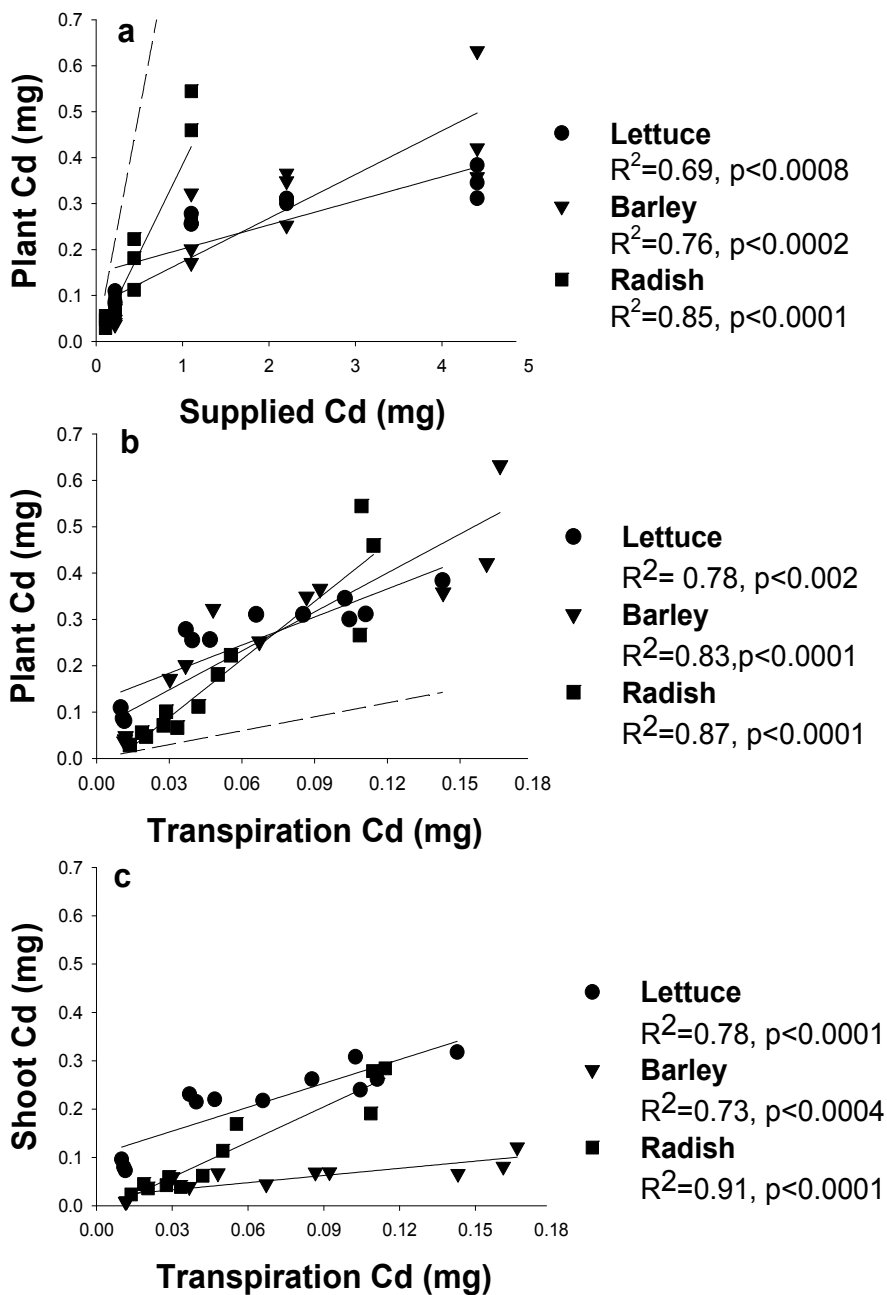 a
0.7
0.6
0.5
0.4
0.3
0.2
0.1
0.0
0 1 2 3 4 5
Plant Cd (mg)
Supplied Cd (mg)
Lettuce
R²=0.69, p<0.0008
Barley
R²=0.76, p<0.0002
Radish
R²=0.85, p<0.0001
b
0.7
0.6
0.5
0.4
0.3
0.2
0.1
0.0
0.00 0.03 0.06 0.09 0.12 0.15 0.18
Plant Cd (mg)
Transpiration Cd (mg)
Lettuce
R²= 0.78, p<0.002
Barley
R²=0.83,p<0.0001
Radish
R²=0.87, p<0.0001
c
0.7
0.6
0.5
0.4
0.3
0.2
0.1
0.0
0.00 0.03 0.06 0.09 0.12 0.15 0.18
Shoot Cd (mg)
Transpiration Cd (mg)
Lettuce
R²=0.78, p<0.0001
Barley
R²=0.73, p<0.0004
Radish
R²=0.91, p<0.0001